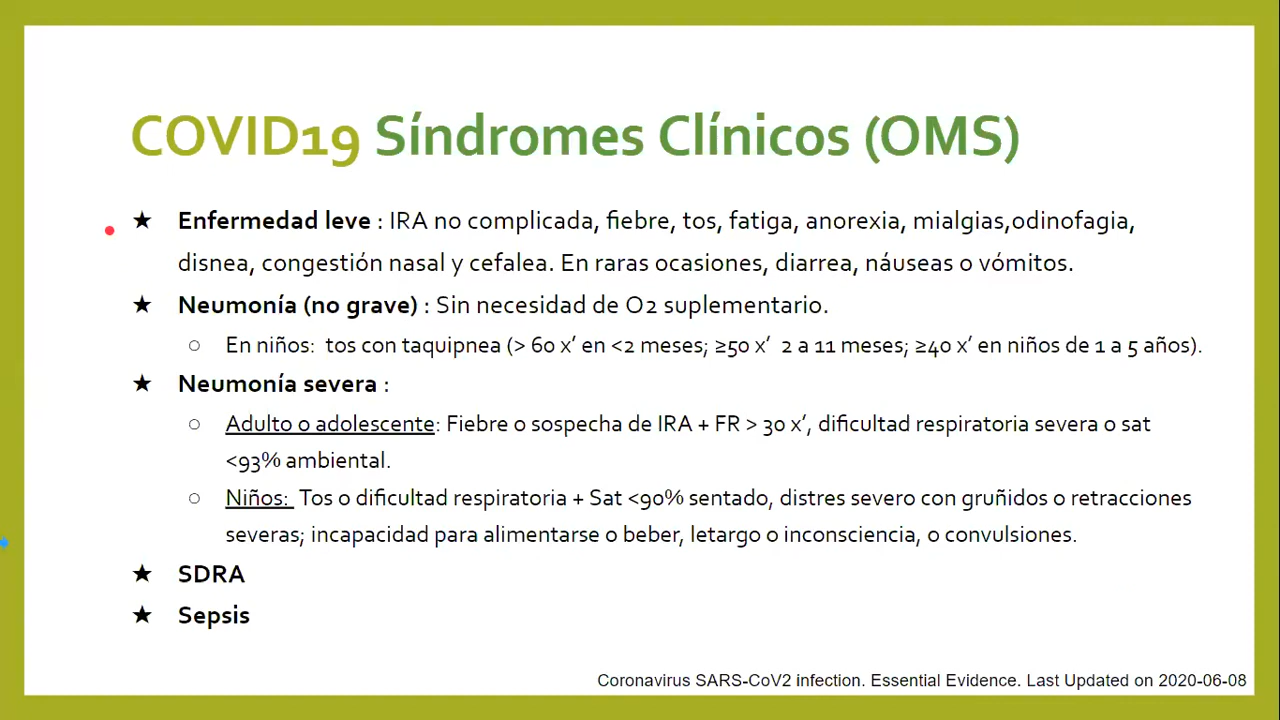 COVID19 Síndromes Clínicos (OMS)
★ Enfermedad leve : IRA no complicada, fiebre, tos, fatiga, anorexia, mialgias,odinofagia,
disnea, congestión nasal y cefalea. En raras ocasiones, diarrea, náuseas o vómitos.
★ Neumonía (no grave) : Sin necesidad de O2 suplementario.
○ En niños: tos con taquipnea (> 60 x’ en <2 meses; ≥50 x’ 2 a 11 meses; ≥40 x’ en niños de 1 a 5 años).
★ Neumonía severa :
○ Adulto o adolescente: Fiebre o sospecha de IRA + FR > 30 x’, dificultad respiratoria severa o sat
<93% ambiental.
○ Niños: Tos o dificultad respiratoria + Sat <90% sentado, distres severo con gruñidos o retracciones
severas; incapacidad para alimentarse o beber, letargo o inconsciencia, o convulsiones.
★ SDRA
★ Sepsis
Coronavirus SARS-CoV2 infection. Essential Evidence. Last Updated on 2020-06-08